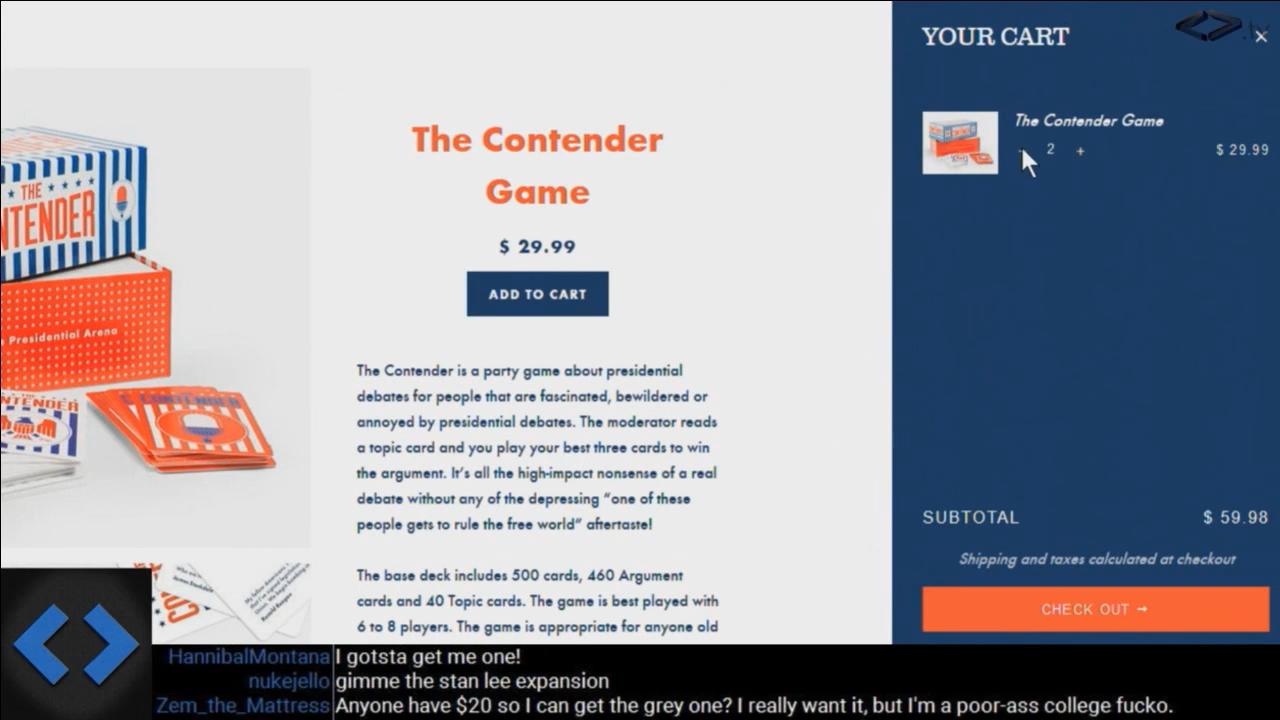 YOUR CART
.tv
×
The Contender Game
- 2 +
$ 29.99
The Contender
Game
$ 29.99
ADD TO CART
The Contender is a party game about presidential
debates for people that are fascinated, bewildered or
annoyed by presidential debates. The moderator reads
a topic card and you play your best three cards to win
the argument. It's all the high-impact nonsense of a real
debate without any of the depressing “one of these
people gets to rule the free world” aftertaste!
The base deck includes 500 cards, 460 Argument
cards and 40 Topic cards. The game is best played with
6 to 8 players. The game is appropriate for anyone old
THE
NTENDER
Presidential Arena
NTENDER
CONTENDER
Ronald Reagan
SUBTOTAL
$ 59.98
Shipping and taxes calculated at checkout
CHECK OUT →
HannibalMontana I gotsta get me one!
nukejello gimme the stan lee expansion
Zem_the_Mattress Anyone have $20 so I can get the grey one? I really want it, but I'm a poor-ass college fucko.